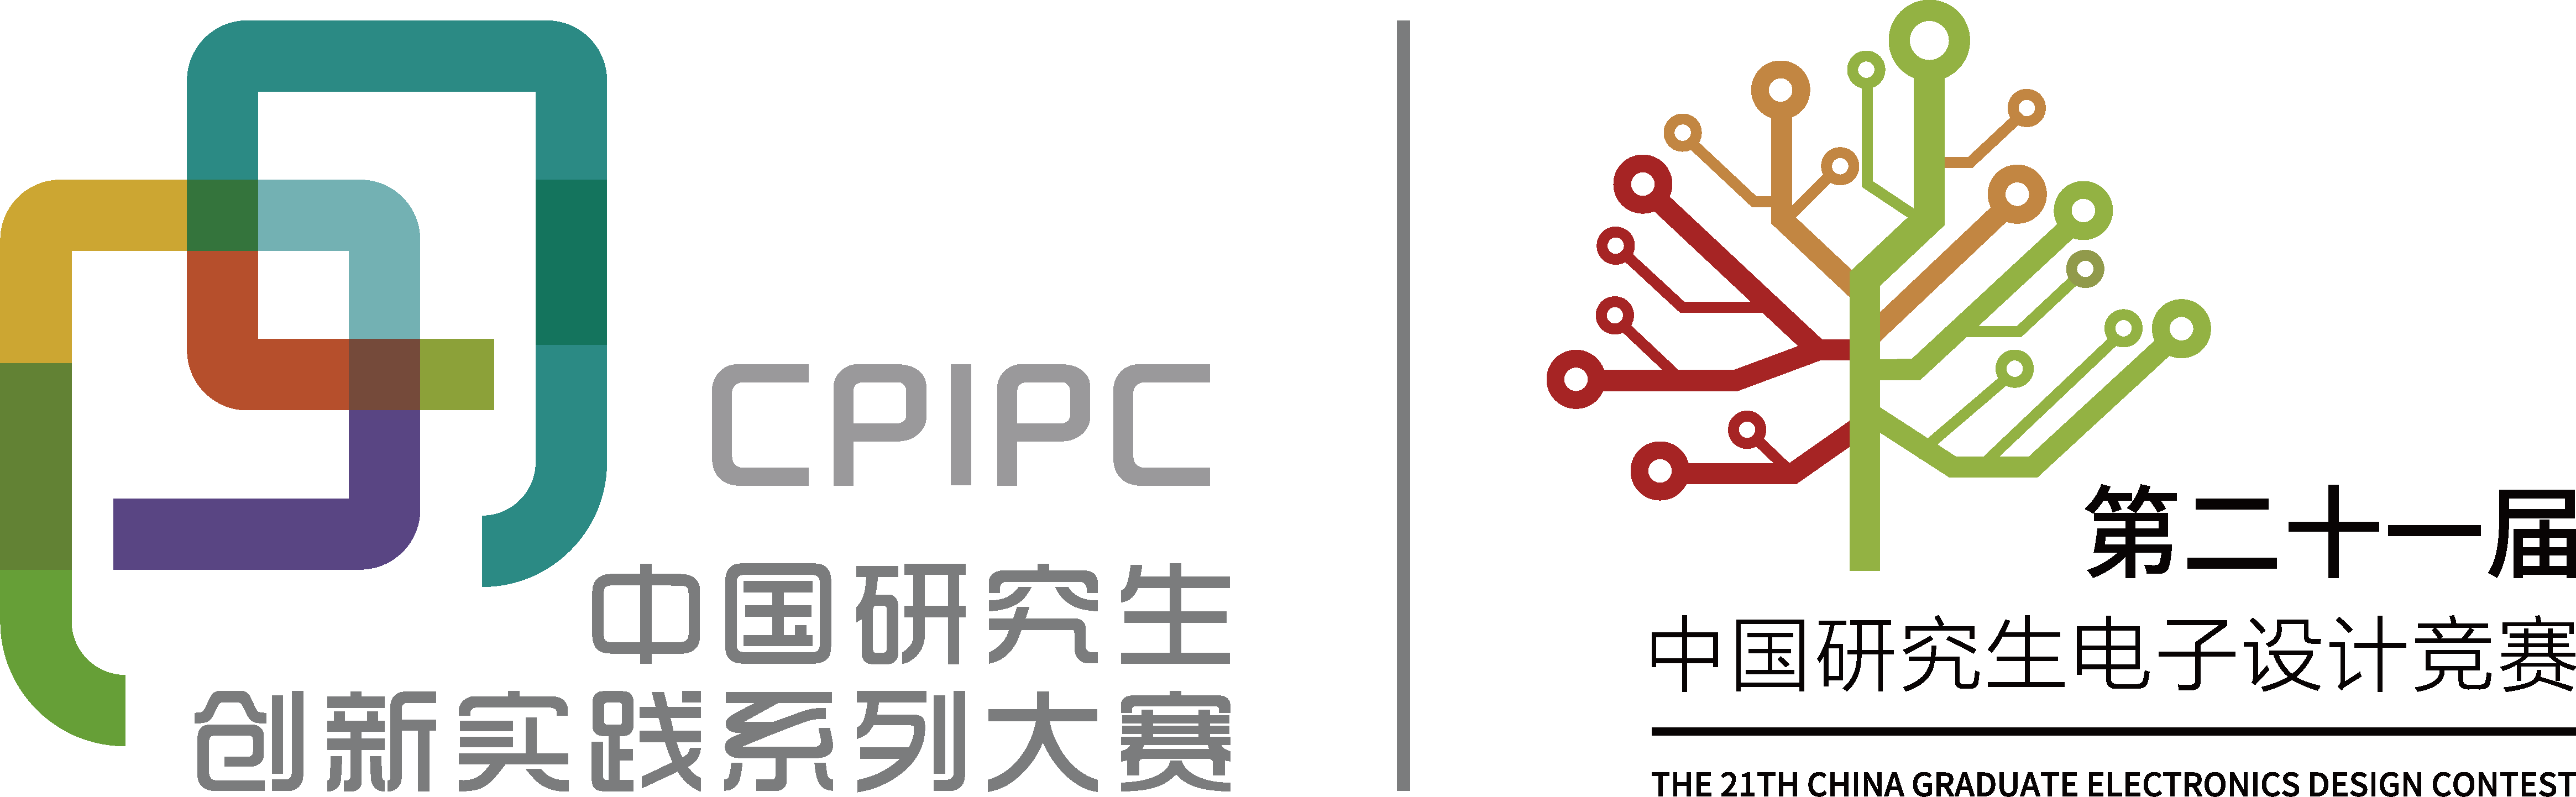 CPIPC
中国研究生
创新实践系列大赛
第二十一届
中国研究生电子设计竞赛
THE 21TH CHINA GRADUATE ELECTRONICS DESIGN CONTEST